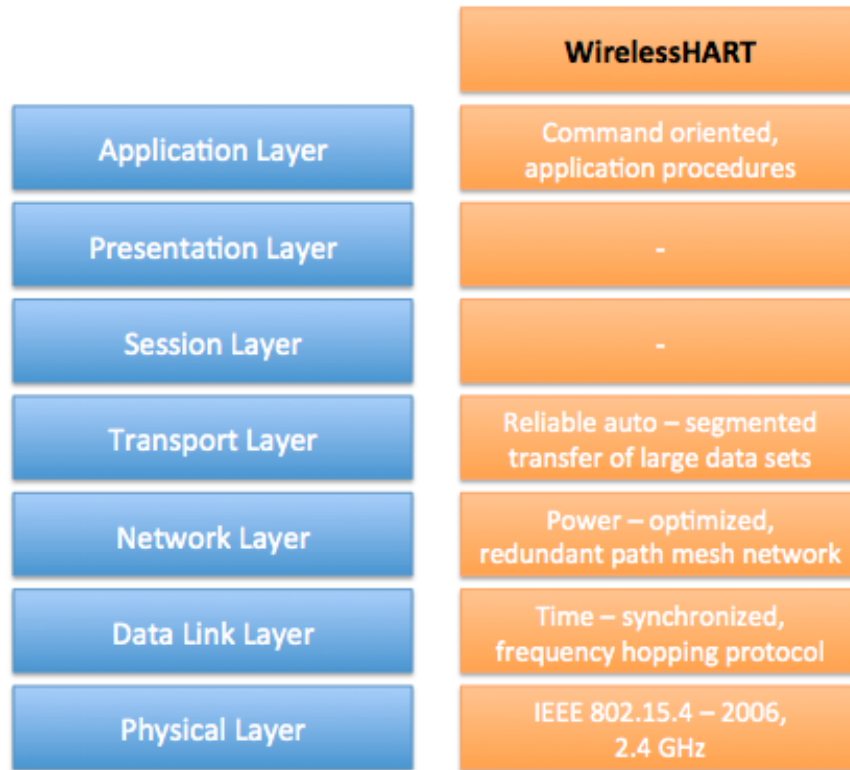 WirelessHART
Application Layer
Command oriented,
application procedures
Presentation Layer
-
Session Layer
-
Transport Layer
Reliable auto – segmented
transfer of large data sets
Network Layer
Power – optimized,
redundant path mesh network
Data Link Layer
Time – synchronized,
frequency hopping protocol
Physical Layer
IEEE 802.15.4 – 2006,
2.4 GHz